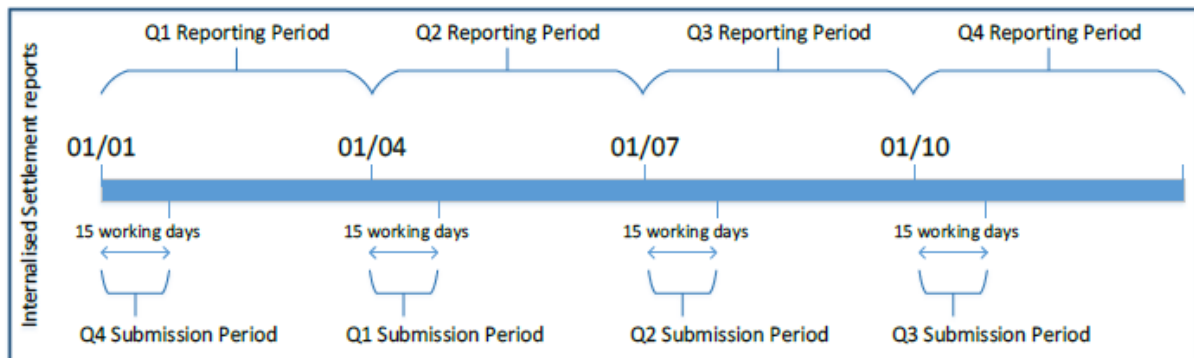 Internalised Settlement reports
Q1 Reporting Period
Q2 Reporting Period
Q3 Reporting Period
Q4 Reporting Period
01/01
01/04
01/07
01/10
15 working days
15 working days
15 working days
15 working days
Q4 Submission Period
Q1 Submission Period
Q2 Submission Period
Q3 Submission Period